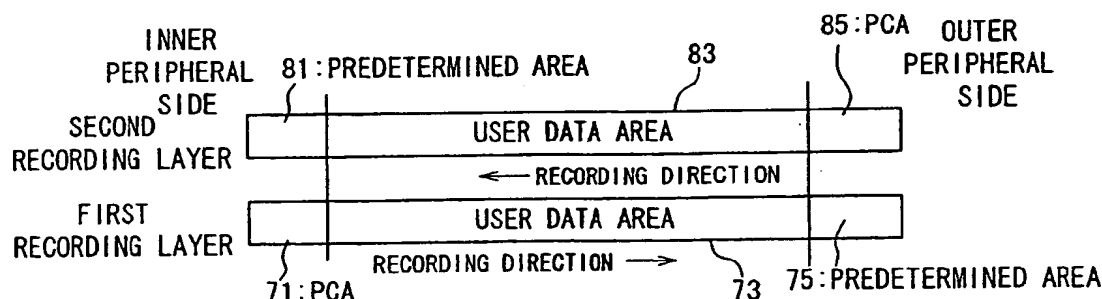 INNER
PERIPHERAL
SIDE
81:PREDETERMINED AREA
83
85:PCA
OUTER
PERIPHERAL
SIDE
SECOND
RECORDING LAYER
USER DATA AREA
← RECORDING DIRECTION
FIRST
RECORDING LAYER
USER DATA AREA
RECORDING DIRECTION →
71:PCA
73
75:PREDETERMINED AREA